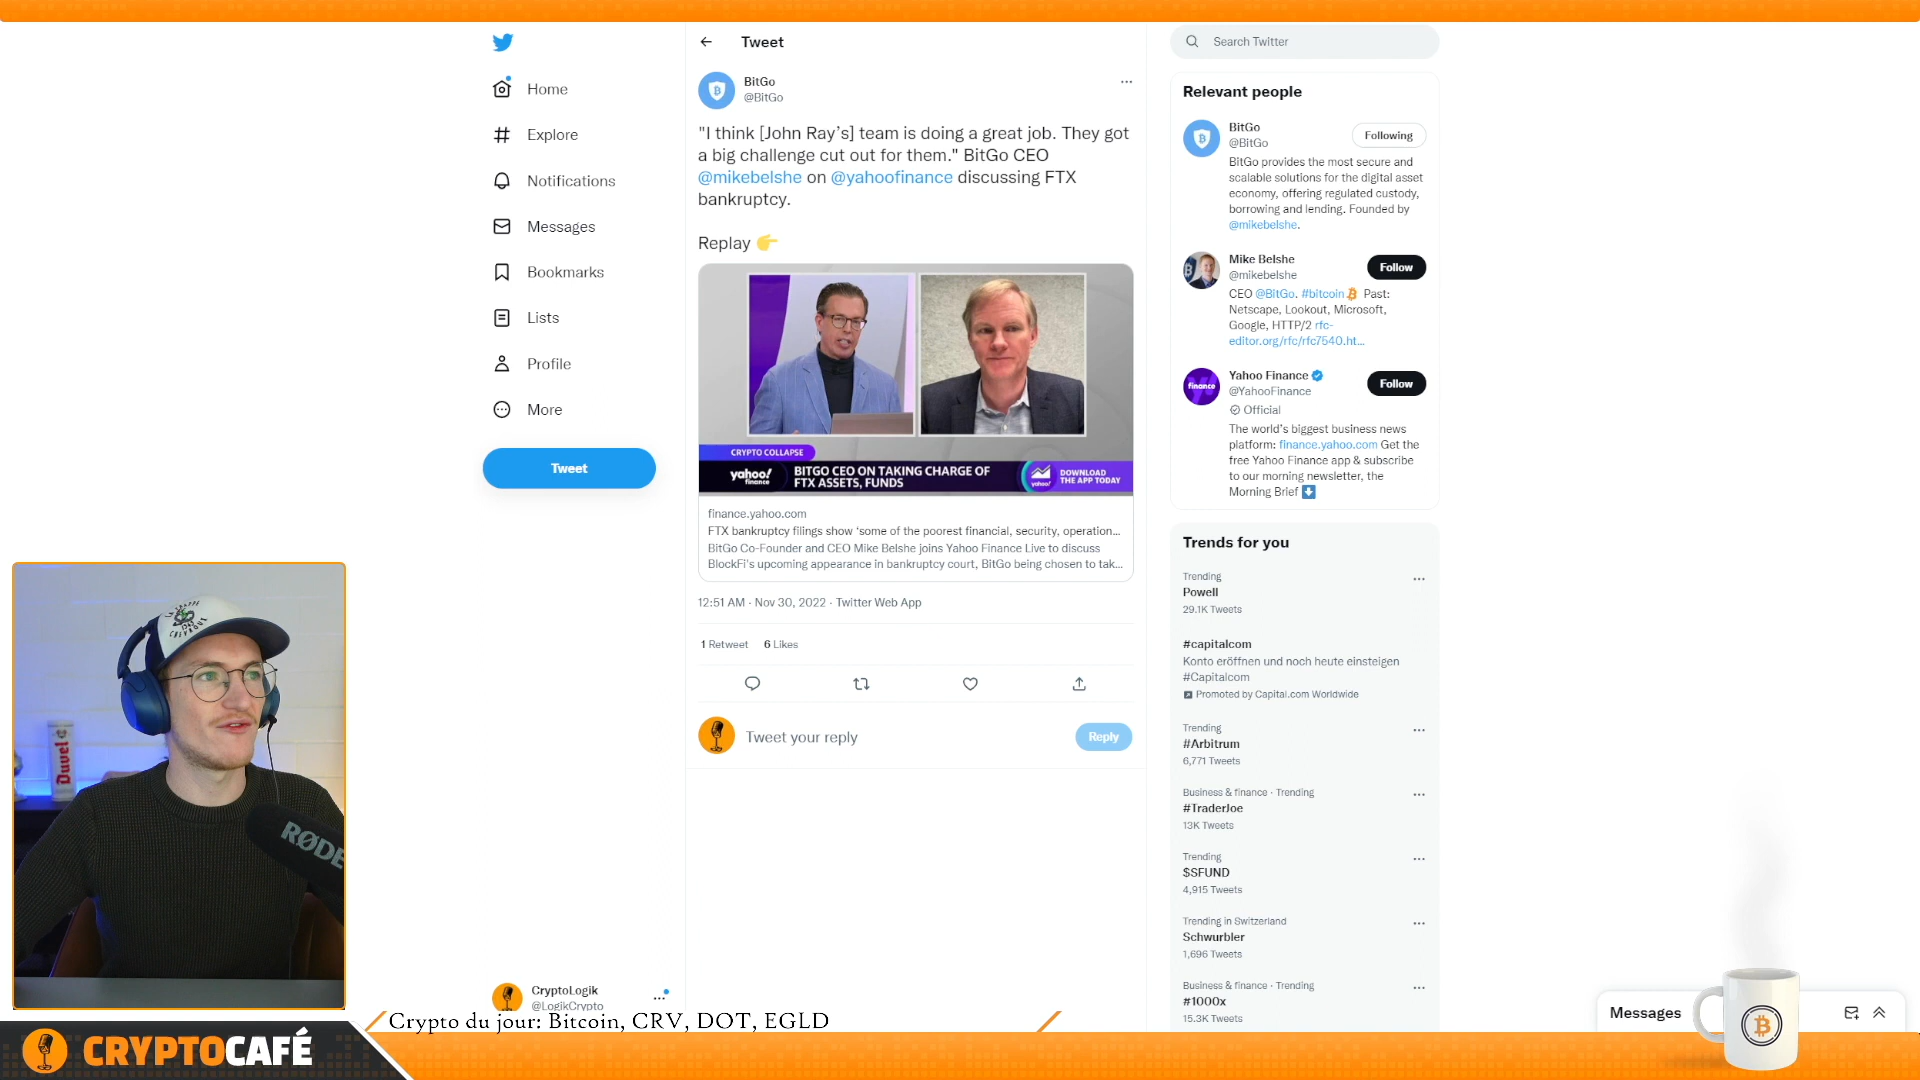 Home
Explore
Notifications
Messages
Bookmarks
Lists
Profile
More
Tweet
CryptoLogik
@LogikCrypto
Tweet
BitGo
@BitGo
"I think [John Ray’s] team is doing a great job. They got
a big challenge cut out for them." BitGo CEO
@mikebelshe on @yahoofinance discussing FTX
bankruptcy.
Replay 👉
CRYPTO COLLAPSE
yahoo!
finance
BITGO CEO ON TAKING CHARGE OF
FTX ASSETS, FUNDS
yahoo!
DOWNLOAD
THE APP TODAY
finance.yahoo.com
FTX bankruptcy filings show ‘some of the poorest financial, security, operation...
BitGo Co-Founder and CEO Mike Belshe joins Yahoo Finance Live to discuss
BlockFi’s upcoming appearance in bankruptcy court, BitGo being chosen to tak...
12:51 AM · Nov 30, 2022 · Twitter Web App
1 Retweet 6 Likes
Tweet your reply
Reply
Search Twitter
Relevant people
BitGo
@BitGo
Following
BitGo provides the most secure and
scalable solutions for the digital asset
economy, offering regulated custody,
borrowing and lending. Founded by
@mikebelshe.
Mike Belshe
@mikebelshe
Follow
CEO @BitGo. #bitcoin Past:
Netscape, Lookout, Microsoft,
Google, HTTP/2 rfc-
editor.org/rfc/rfc7540.ht...
finance
Yahoo Finance
@YahooFinance
Follow
Official
The world’s biggest business news
platform: finance.yahoo.com Get the
free Yahoo Finance app & subscribe
to our morning newsletter, the
Morning Brief ⬇
Trends for you
Trending
Powell
29.1K Tweets
#capitalcom
Konto eröffnen und noch heute einsteigen
#Capitalcom
Promoted by Capital.com Worldwide
Trending
#Arbitrum
6,771 Tweets
Business & finance · Trending
#TraderJoe
13K Tweets
Trending
$SFUND
4,915 Tweets
Trending in Switzerland
Schwurbler
1,696 Tweets
Business & finance · Trending
#1000x
15.3K Tweets
Messages
Duvel
RØDE
Crypto du jour: Bitcoin, CRV, DOT, EGLD
CRYPTOCAFÉ